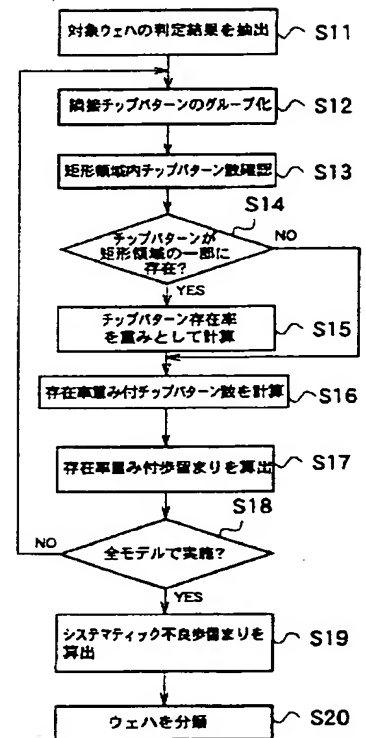 対象ウェハの判定結果を抽出
S11
隣接チップパターンのグループ化
S12
矩形領域内チップパターン数確認
S13
S14
チップパターンが
矩形領域の一部に
存在?
NO
YES
チップパターン存在率
を重みとして計算
S15
存在率重み付チップパターン数を計算
S16
存在率重み付歩留まりを算出
S17
S18
全モデルで実施?
NO
YES
システマティック不良歩留まりを
算出
S19
ウェハを分類
S20